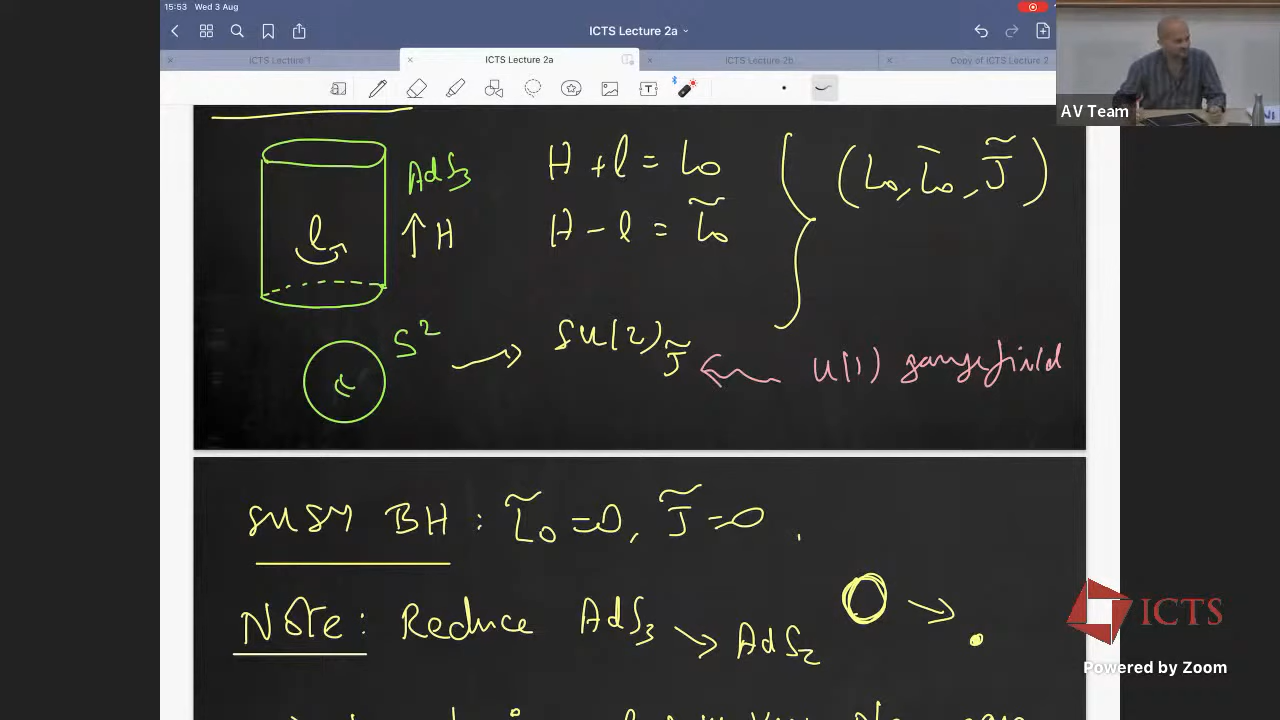 15:53 Wed 3 Aug
ICTS Lecture 2a
ICTS Lecture 1
ICTS Lecture 2a
ICTS Lecture 2b
Copy of ICTS Lecture 2
AV Team
AdS₃
H + l = L₀
(L₀, L̄₀, J̃)
l
↑ H
H - l = L̃₀
S²
→ SU(2)_J̃
← U(1) gauge field
SUSY BH : L̃₀ = 0, J̃ = 0 .
Note: Reduce AdS₃ → AdS₂
ICTS
Powered by Zoom